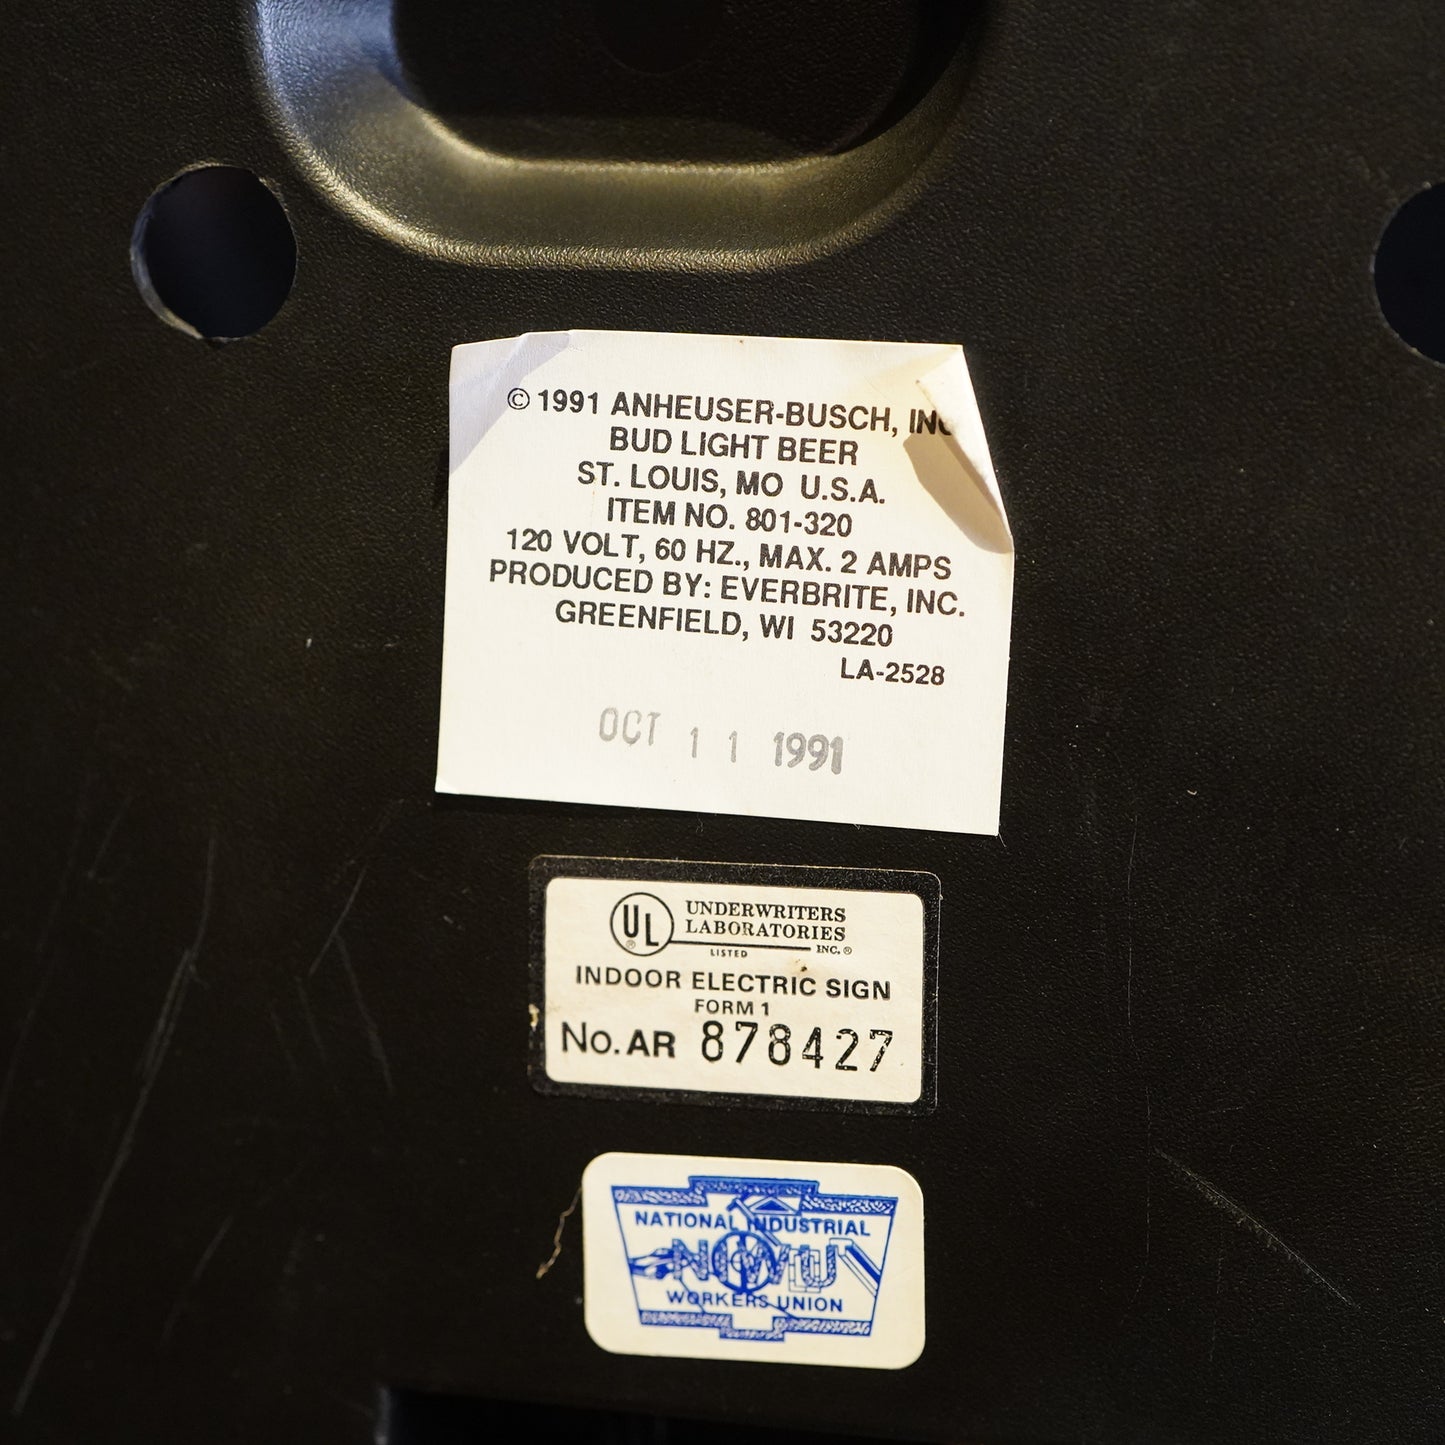 © 1991 ANHEUSER-BUSCH, INC
BUD LIGHT BEER
ST. LOUIS, MO U.S.A.
ITEM NO. 801-320
120 VOLT, 60 HZ., MAX. 2 AMPS
PRODUCED BY: EVERBRITE, INC.
GREENFIELD, WI 53220
LA-2528
OCT 11 1991
UL ®
UNDERWRITERS
LABORATORIES
INC. ®
LISTED
INDOOR ELECTRIC SIGN
FORM 1
No. AR 878427
NATIONAL INDUSTRIAL
NIWU
WORKERS UNION